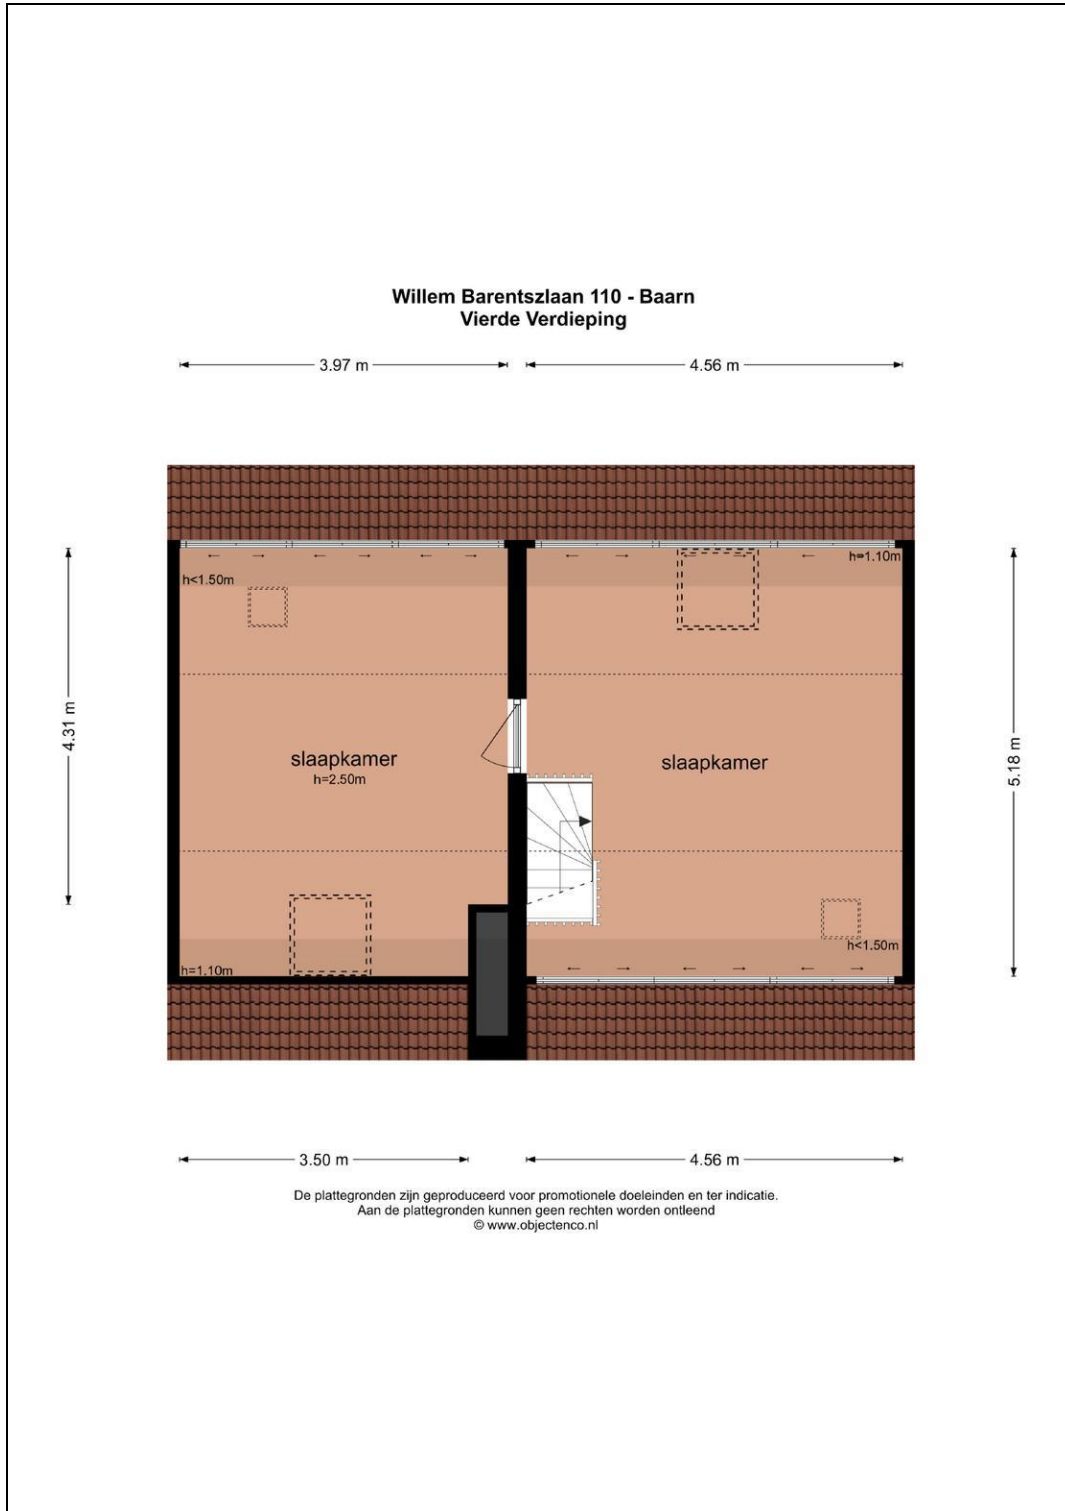 Willem Barentszlaan 110 - Baarn
Vierde Verdieping
3.97 m
4.56 m
h=1.10m
h<1.50m
4.31 m
slaapkamer
h=2.50m
slaapkamer
5.18 m
h<1.50m
h=1.10m
3.50 m
4.56 m
De plattegronden zijn geproduceerd voor promotionele doeleinden en ter indicatie.
Aan de plattegronden kunnen geen rechten worden ontleend
© www.objectenco.nl